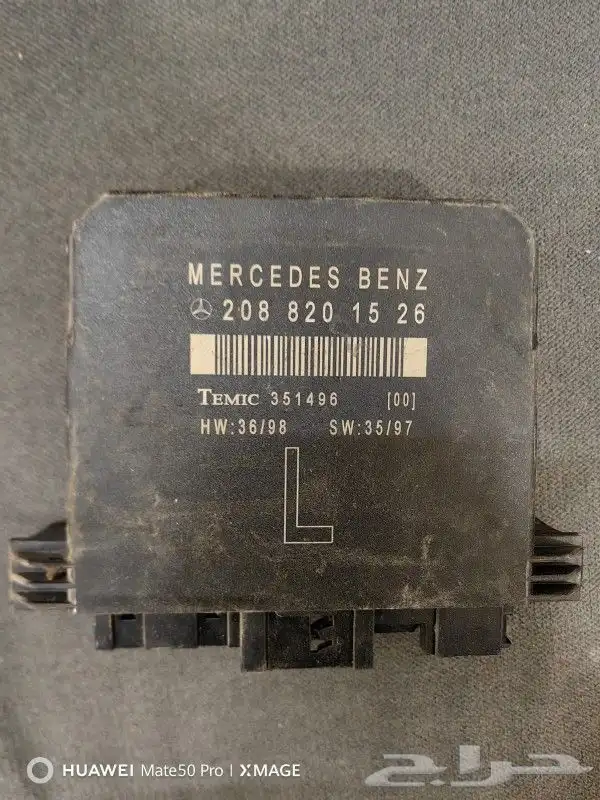 MERCEDES BENZ
208 820 15 26
TEMIC 351496 [00]
HW:36/98 SW:35/97
L
HUAWEI Mate50 Pro | XMAGE
حراج